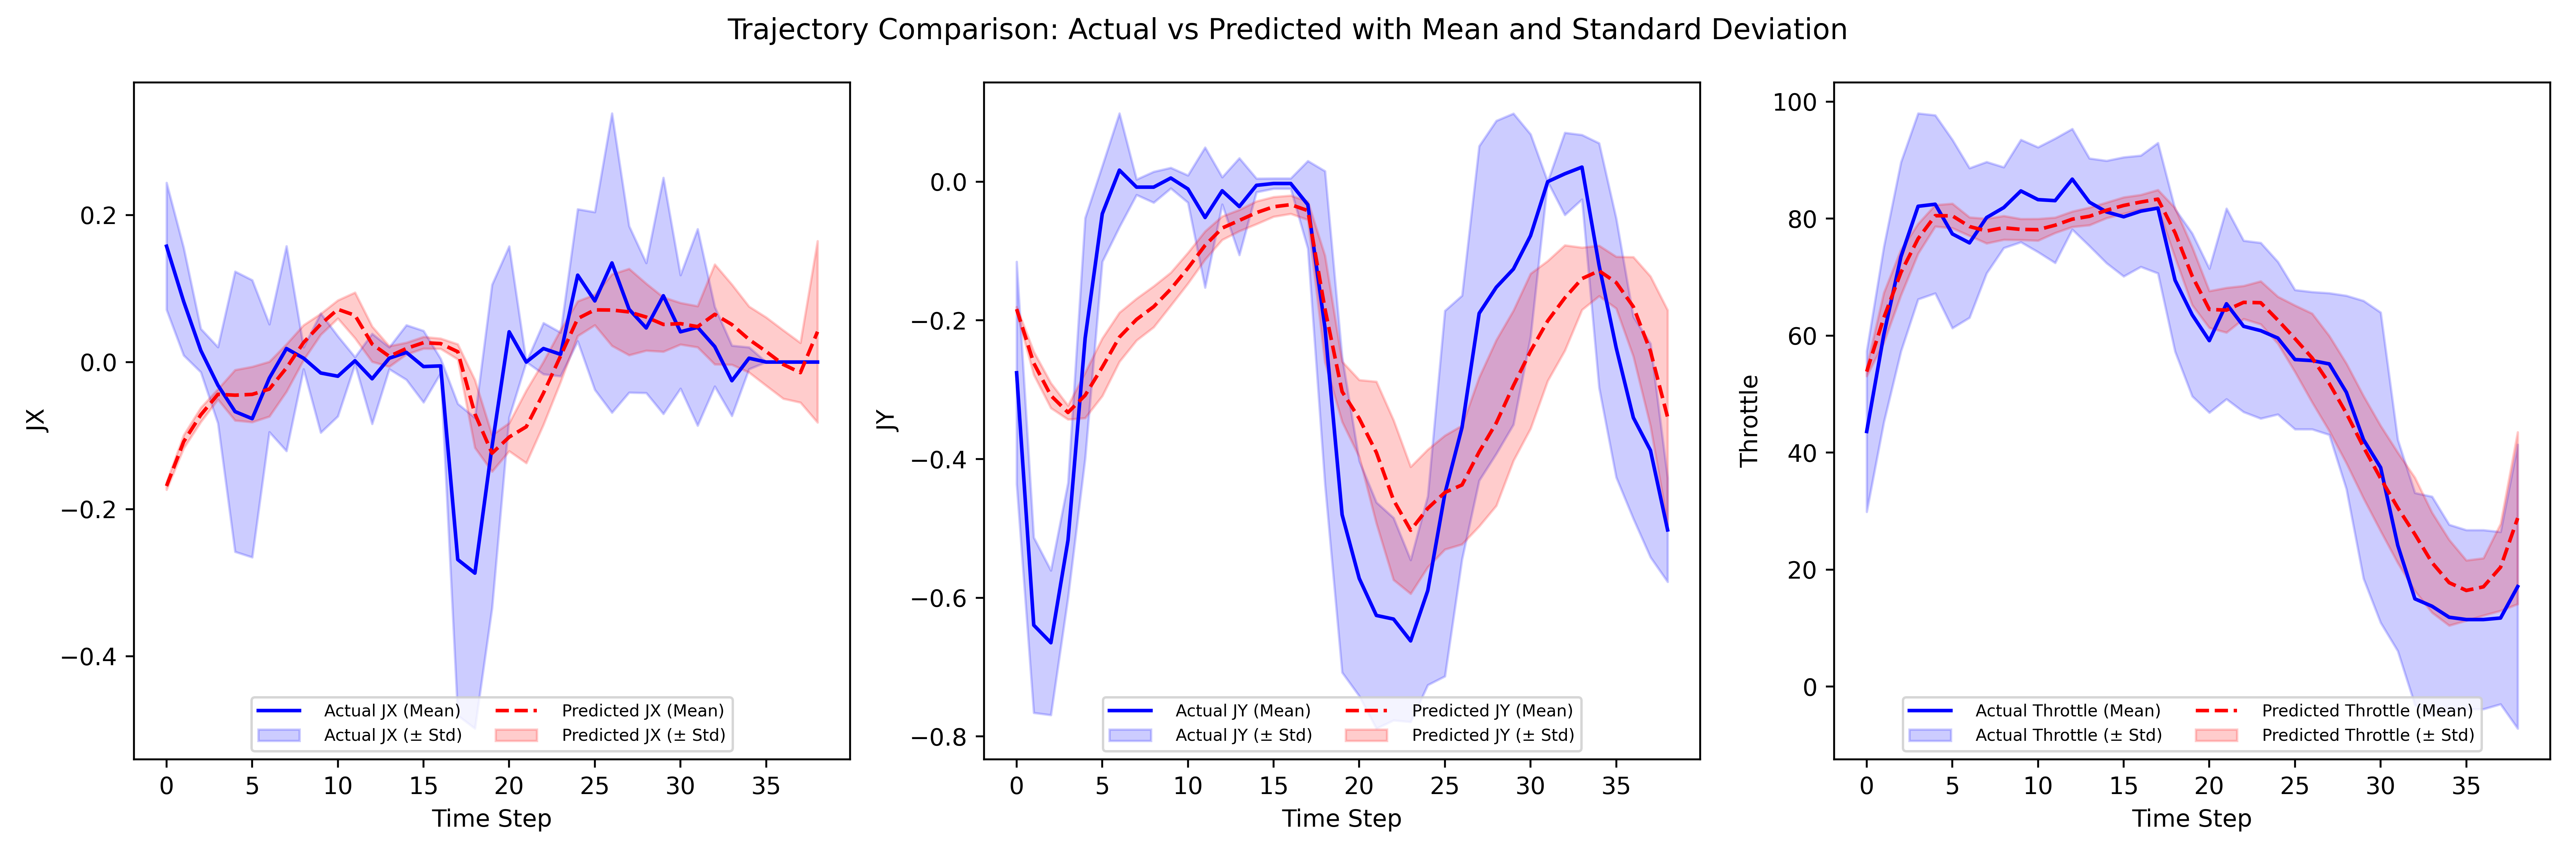 Trajectory Comparison: Actual vs Predicted with Mean and Standard Deviation
JX
0.2
0.0
−0.2
−0.4
Actual JX (Mean)
Actual JX (± Std)
Predicted JX (Mean)
Predicted JX (± Std)
0 5 10 15 20 25 30 35
Time Step
JY
0.0
−0.2
−0.4
−0.6
−0.8
Actual JY (Mean)
Actual JY (± Std)
Predicted JY (Mean)
Predicted JY (± Std)
0 5 10 15 20 25 30 35
Time Step
Throttle
100
80
60
40
20
0
Actual Throttle (Mean)
Actual Throttle (± Std)
Predicted Throttle (Mean)
Predicted Throttle (± Std)
0 5 10 15 20 25 30 35
Time Step